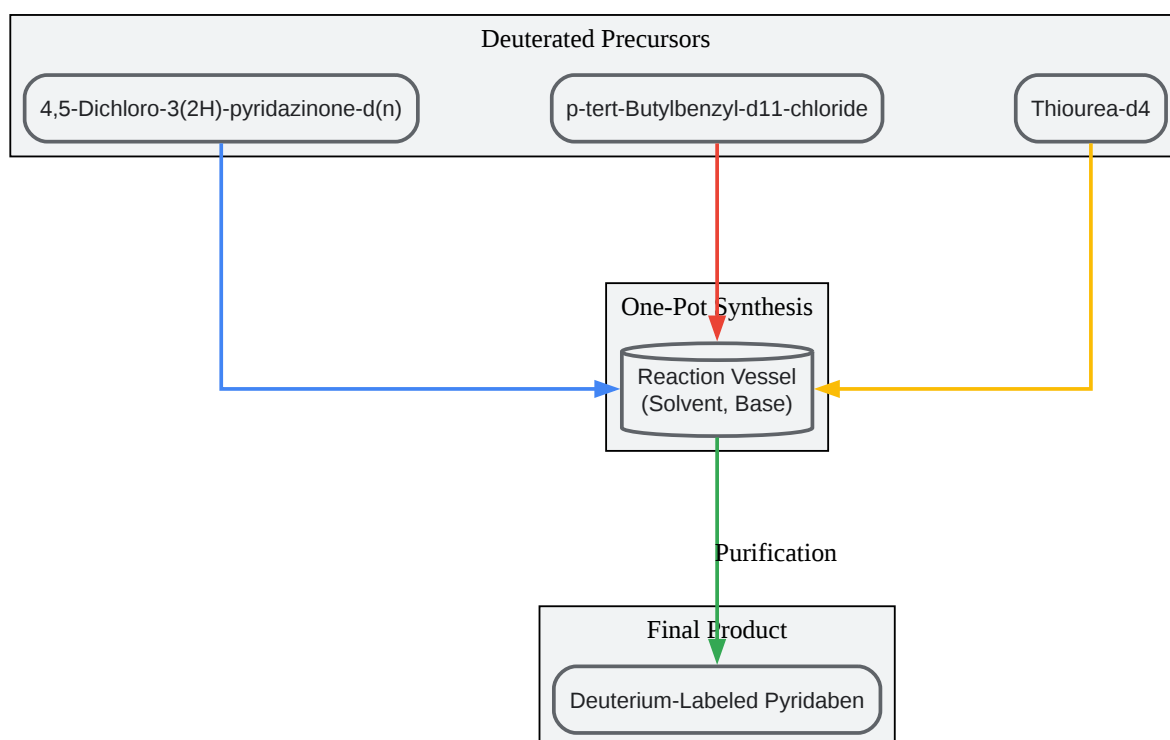 Deuterated Precursors
4,5-Dichloro-3(2H)-pyridazinone-d(n)
p-tert-Butylbenzyl-d11-chloride
Thiourea-d4
One-Pot Synthesis
Reaction Vessel
(Solvent, Base)
Purification
Final Product
Deuterium-Labeled Pyridaben